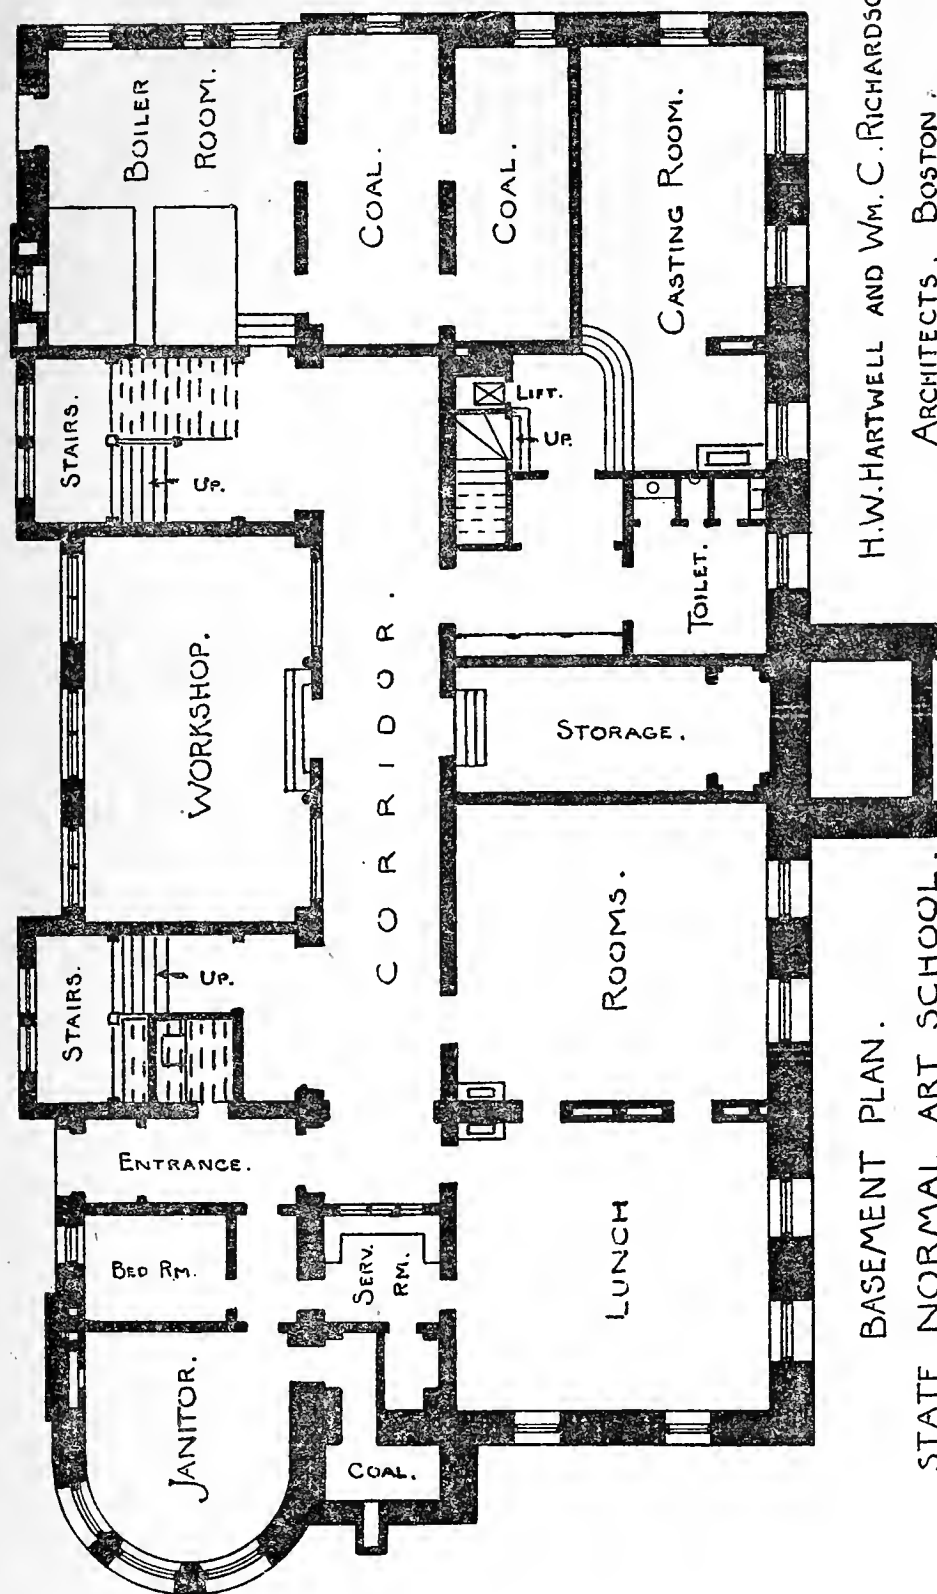 JANITOR.
BED RM.
ENTRANCE.
STAIRS.
UP.
WORKSHOP.
STAIRS.
UP.
BOILER
ROOM.
COAL.
SERV.
RM.
CORRIDOR.
COAL.
COAL.
LIFT.
UP.
LUNCH
ROOMS.
STORAGE.
TOILET.
CASTING ROOM.
BASEMENT PLAN.
STATE NORMAL ART SCHOOL.
H.W.HARTWELL AND WM. C. RICHARDSO
ARCHITECTS, BOSTON.